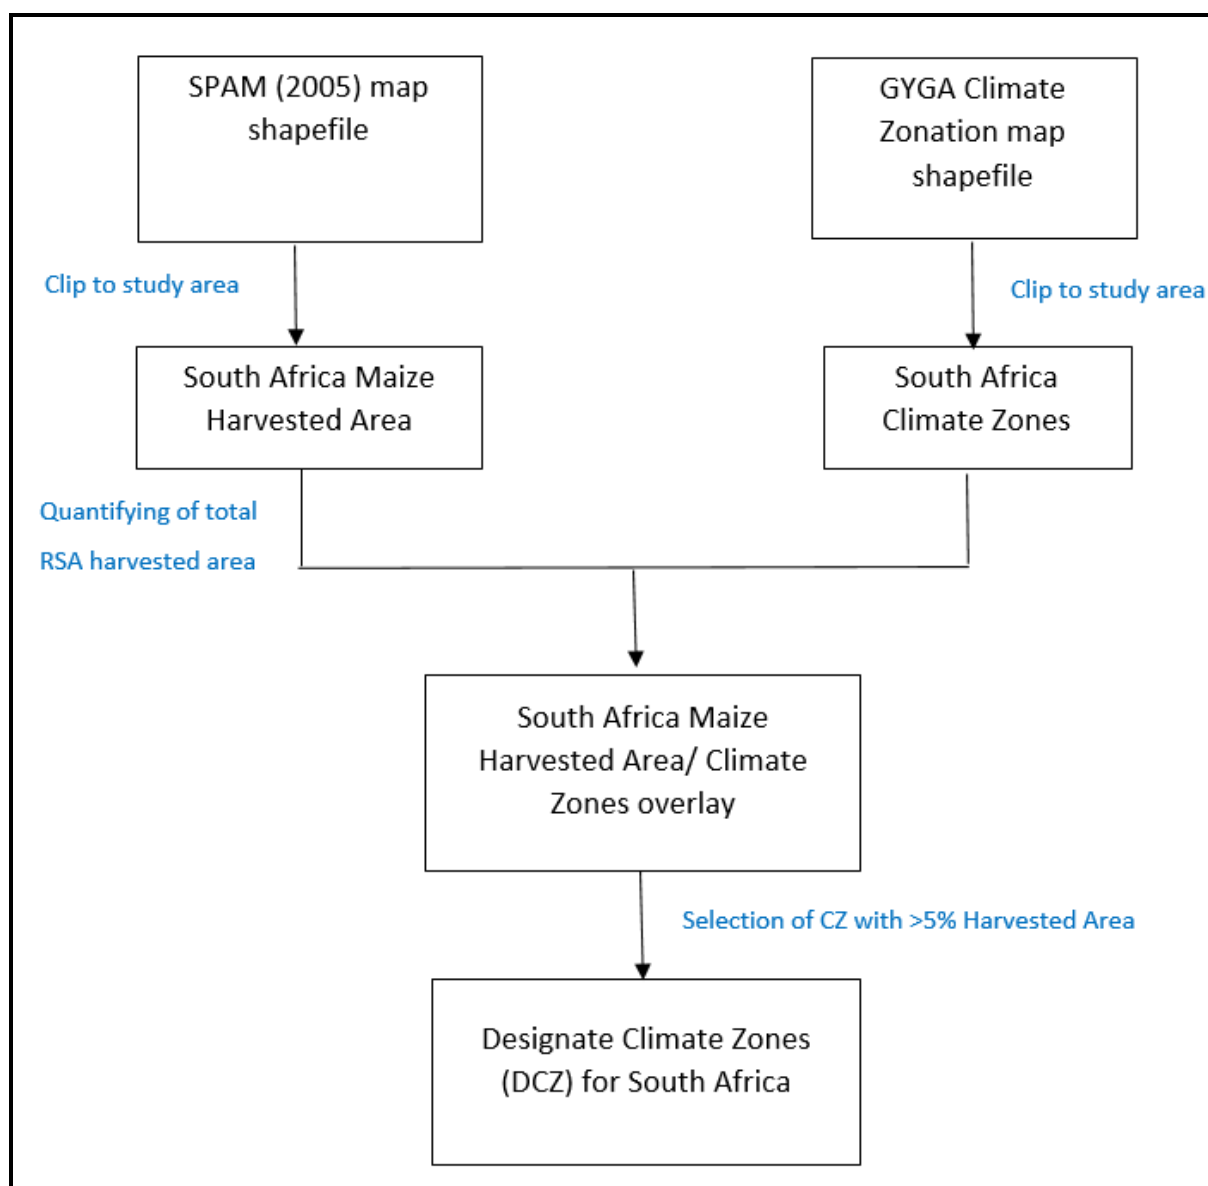 SPAM (2005) map
shapefile
GYGA Climate
Zonation map
shapefile
Clip to study area
Clip to study area
South Africa Maize
Harvested Area
South Africa
Climate Zones
Quantifying of total
RSA harvested area
South Africa Maize
Harvested Area/ Climate
Zones overlay
Selection of CZ with >5% Harvested Area
Designate Climate Zones
(DCZ) for South Africa